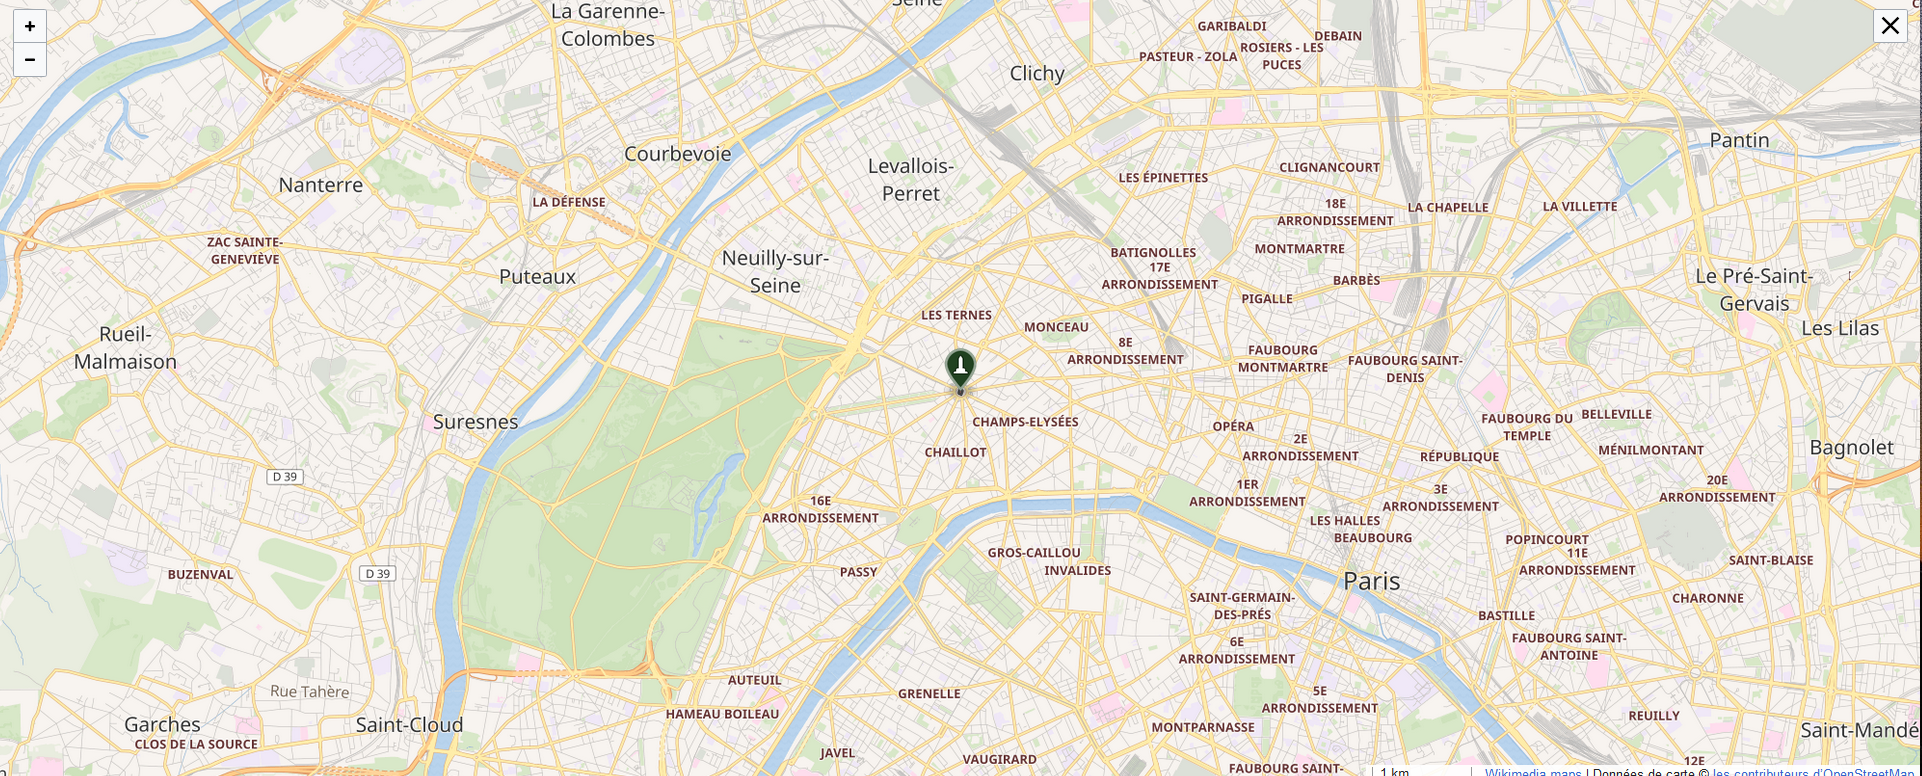 +
−
La Garenne-
Colombes
Seine
Clichy
GARIBALDI
DEBAIN
PASTEUR - ZOLA
ROSIERS - LES
PUCES
Pantin
Courbevoie
Levallois-
Perret
Nanterre
LA DÉFENSE
LES ÉPINETTES
CLIGNANCOURT
18E
ARRONDISSEMENT
LA CHAPELLE
LA VILLETTE
ZAC SAINTE-
GENEVIÈVE
Puteaux
Neuilly-sur-
Seine
BATIGNOLLES
17E
ARRONDISSEMENT
MONTMARTRE
BARBÈS
PIGALLE
Le Pré-Saint-
Gervais
Les Lilas
Rueil-
Malmaison
LES TERNES
MONCEAU
8E
ARRONDISSEMENT
FAUBOURG
MONTMARTRE
FAUBOURG SAINT-
DENIS
Suresnes
CHAMPS-ELYSÉES
CHAILLOT
OPÉRA
2E
ARRONDISSEMENT
FAUBOURG DU
TEMPLE
BELLEVILLE
MÉNILMONTANT
RÉPUBLIQUE
Bagnolet
D 39
16E
ARRONDISSEMENT
1ER
ARRONDISSEMENT
3E
ARRONDISSEMENT
20E
ARRONDISSEMENT
LES HALLES
BEAUBOURG
POPINCOURT
11E
ARRONDISSEMENT
SAINT-BLAISE
GROS-CAILLOU
INVALIDES
PASSY
BUZENVAL
D 39
Paris
SAINT-GERMAIN-
DES-PRÉS
CHARONNE
BASTILLE
6E
ARRONDISSEMENT
FAUBOURG SAINT-
ANTOINE
AUTEUIL
GRENELLE
5E
ARRONDISSEMENT
Rue Tahère
HAMEAU BOILEAU
REUILLY
Garches
Saint-Cloud
MONTPARNASSE
Saint-Mandé
CLOS DE LA SOURCE
JAVEL
VAUGIRARD
FAUBOURG SAINT-
12E
1 km
Wikimedia maps | Données de carte © les contributeurs d'OpenStreetMap